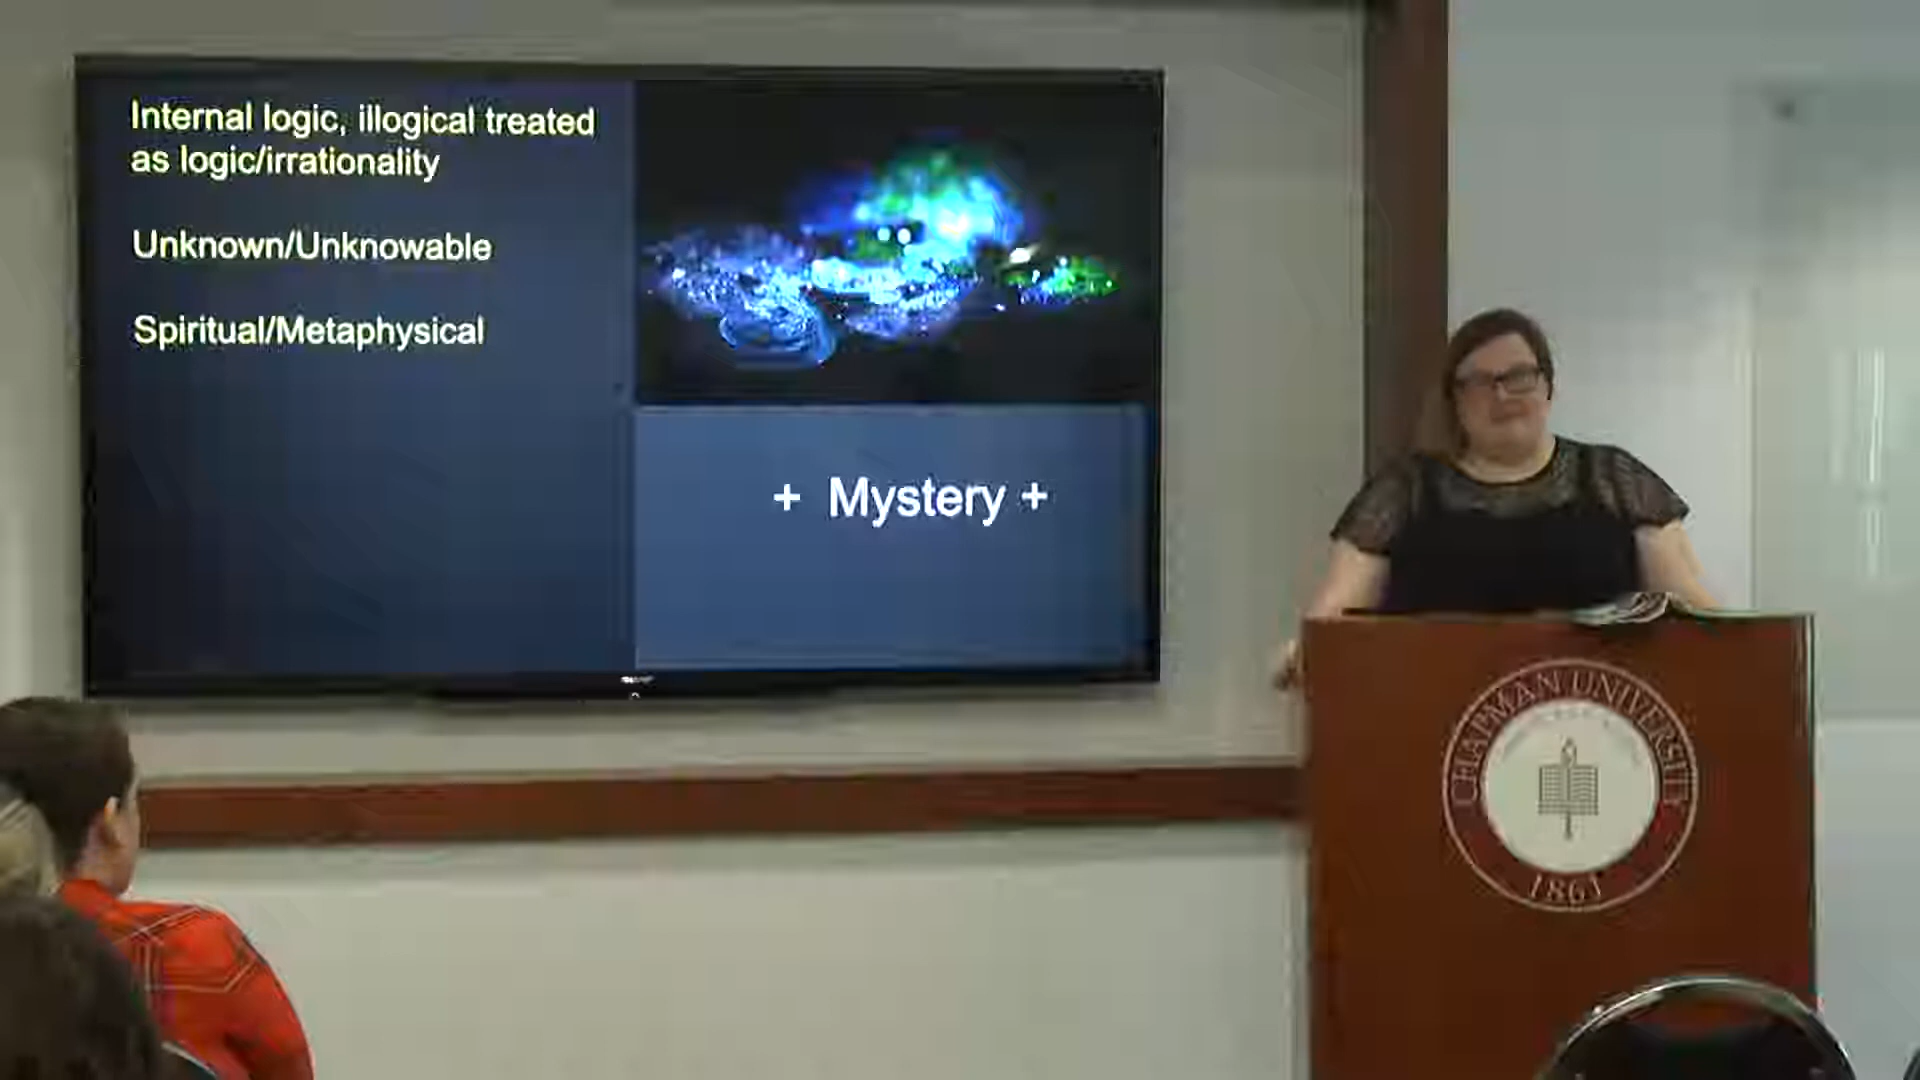 Internal logic, illogical treated
as logic/irrationality
Unknown/Unknowable
Spiritual/Metaphysical
+ Mystery +
CHAPMAN UNIVERSITY
1861